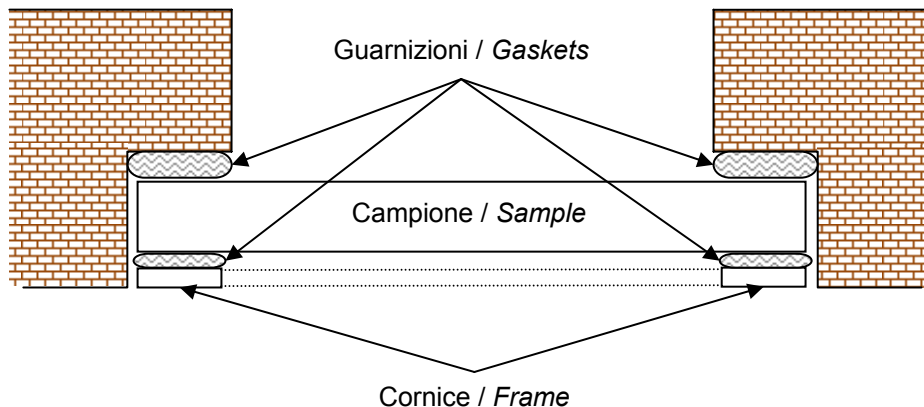 Guarnizioni / Gaskets
Campione / Sample
Cornice / Frame